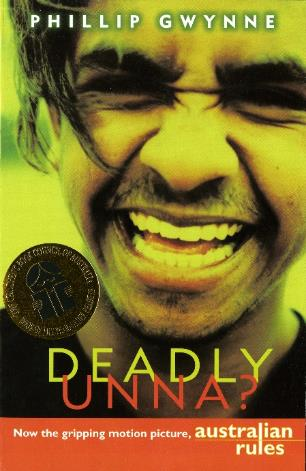 PHILLIP GWYNNE
DEADLY
UNNA?
Now the gripping motion picture, australian
rules